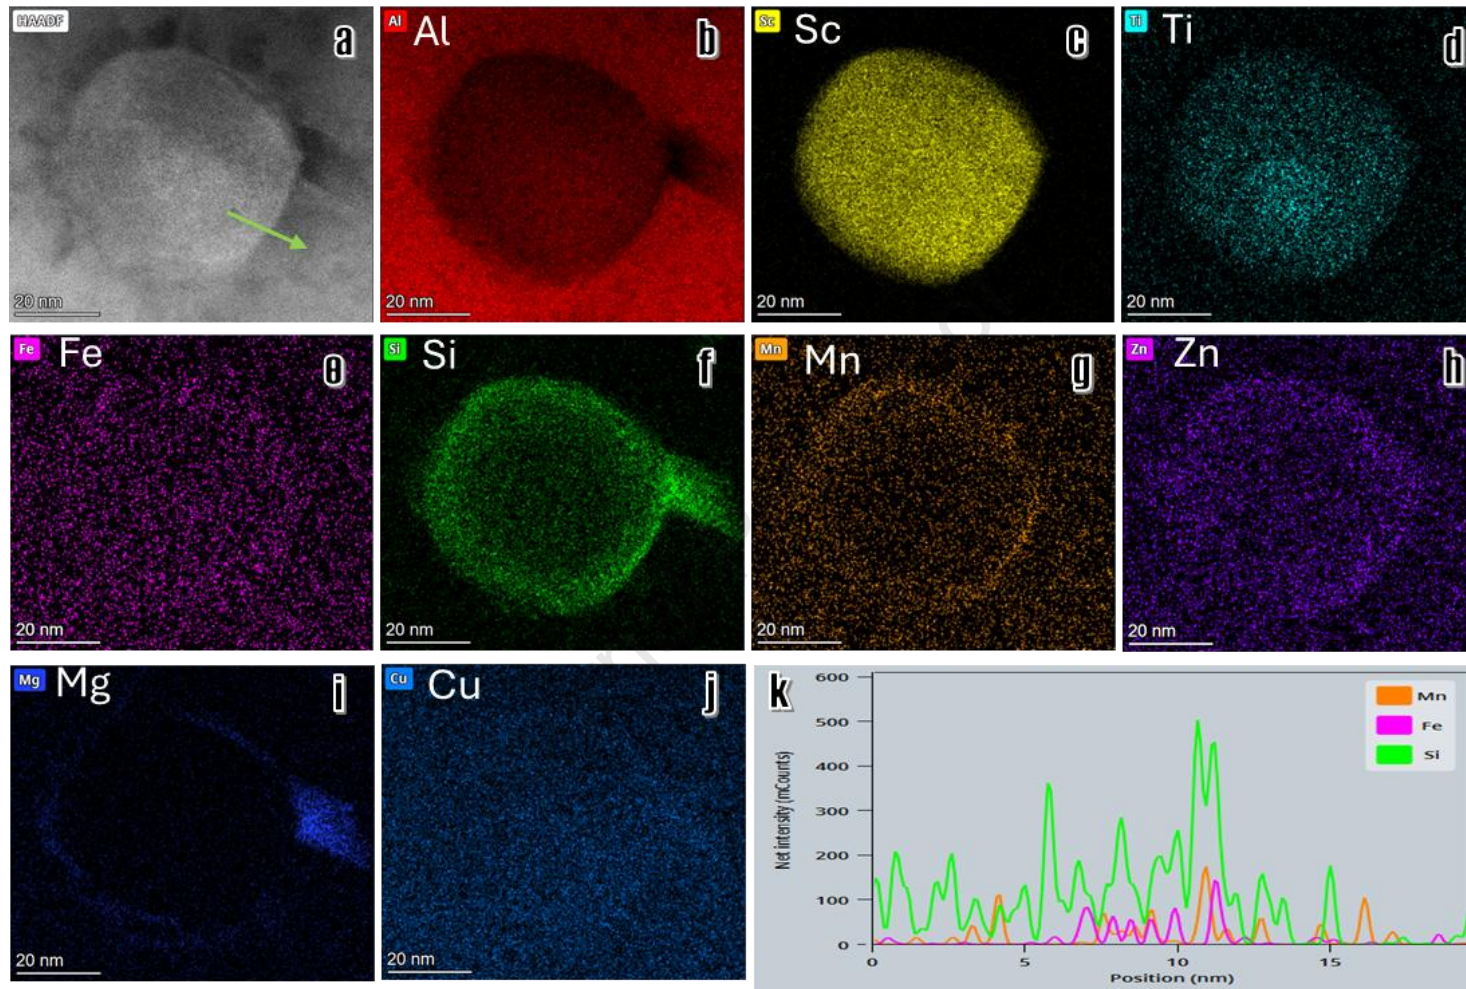 HAADF
a
20 nm
Al
Al
b
20 nm
Sc
Sc
c
20 nm
Ti
Ti
d
20 nm
Fe
Fe
e
20 nm
Si
Si
f
20 nm
Mn
Mn
g
20 nm
Zn
Zn
h
20 nm
Mg
Mg
i
20 nm
Cu
Cu
j
20 nm
k
Net intensity (mCounts)
600
500
400
300
200
100
0
0
5
10
15
Position (nm)
Mn
Fe
Si